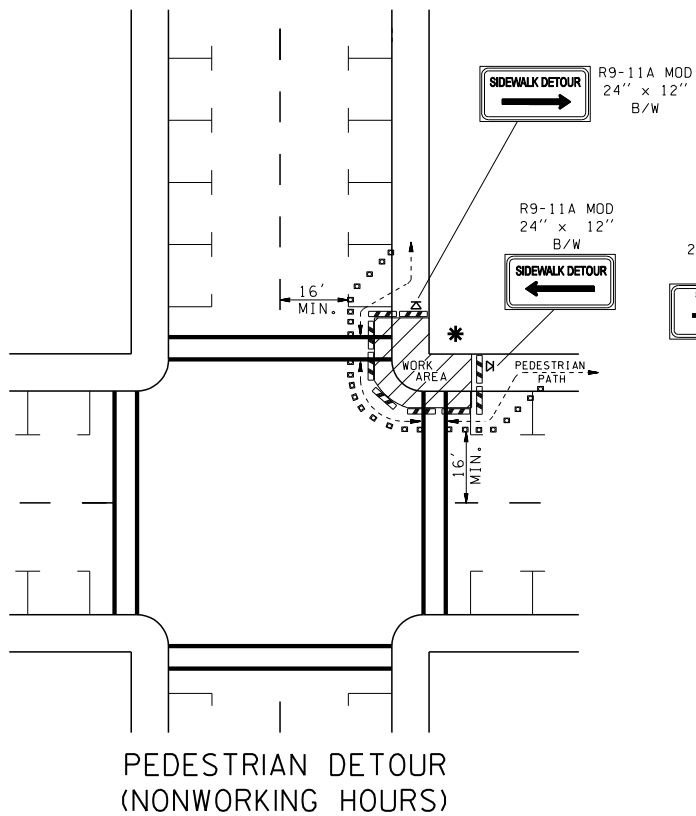 SIDEWALK DETOUR
R9-11A MOD
24" x 12"
B/W
R9-11A MOD
24" x 12"
B/W
SIDEWALK DETOUR
2
16'
MIN.
WORK
AREA
PEDESTRIAN
PATH
16'
MIN.
PEDESTRIAN DETOUR
(NONWORKING HOURS)